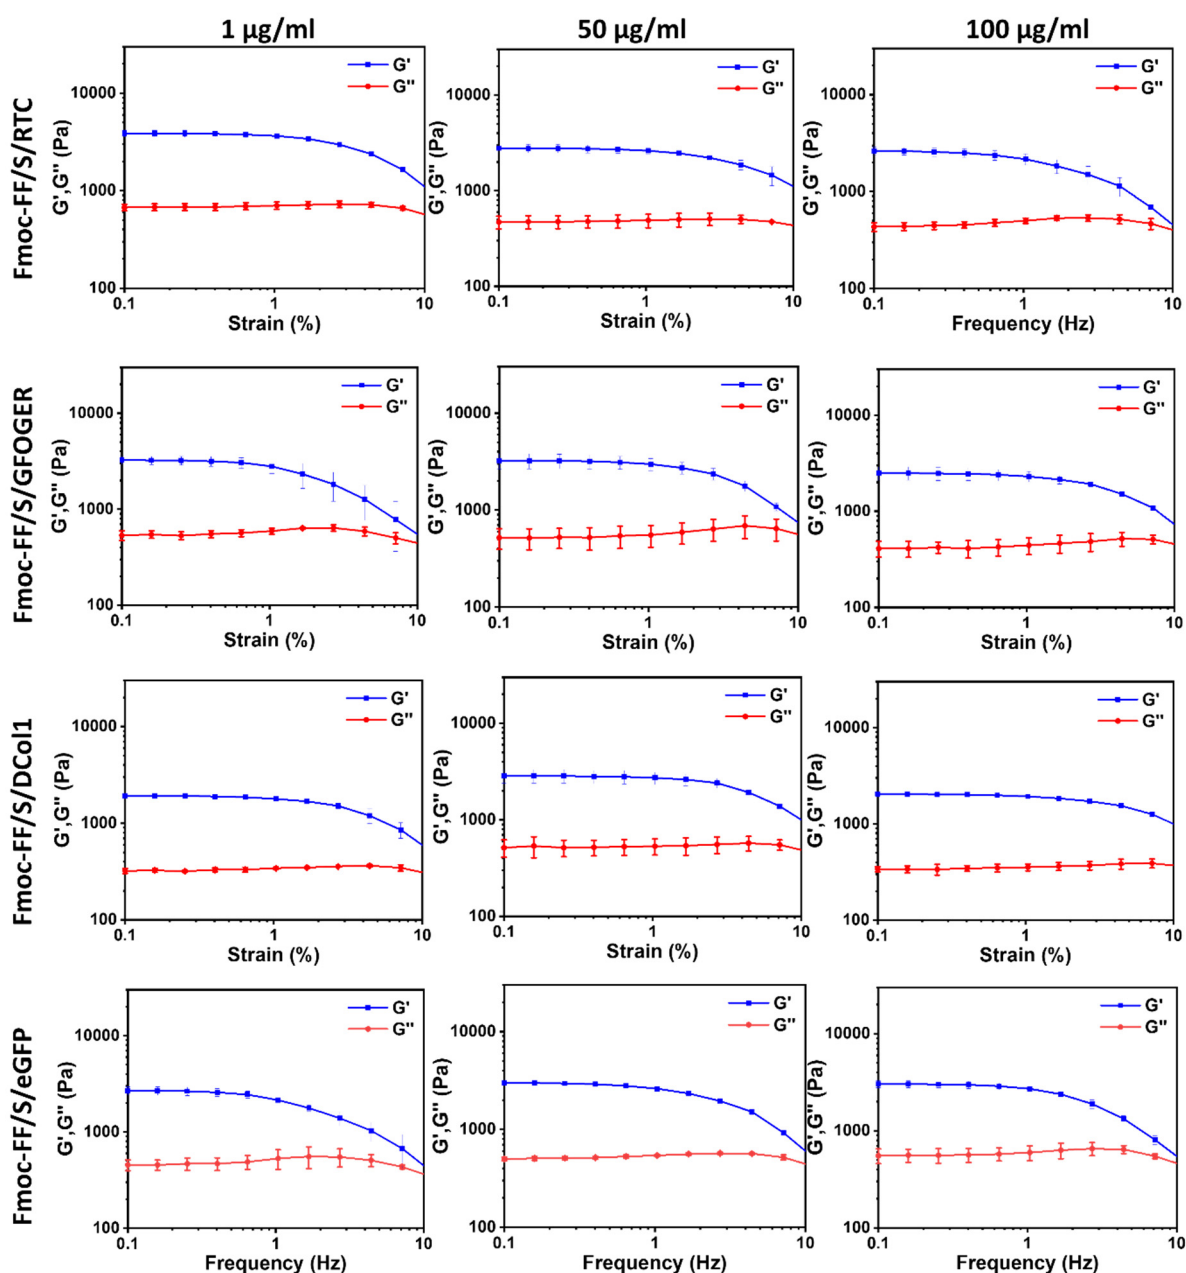 1 µg/ml 50 µg/ml 100 µg/ml
Fmoc-FF/S/RTC
G',G'' (Pa)
10000
1000
100
G'
G''
0.1 1 10
Strain (%)
G',G'' (Pa)
10000
1000
100
G'
G''
0.1 1 10
Strain (%)
G',G'' (Pa)
10000
1000
100
G'
G''
0.1 1 10
Frequency (Hz)
Fmoc-FF/S/GFOGER
G',G'' (Pa)
10000
1000
100
G'
G''
0.1 1 10
Strain (%)
G',G'' (Pa)
10000
1000
100
G'
G''
0.1 1 10
Strain (%)
G',G'' (Pa)
10000
1000
100
G'
G''
0.1 1 10
Strain (%)
Fmoc-FF/S/DCol1
G',G'' (Pa)
10000
1000
100
G'
G''
0.1 1 10
Strain (%)
G',G'' (Pa)
10000
1000
100
G'
G''
0.1 1 10
Strain (%)
G',G'' (Pa)
10000
1000
100
G'
G''
0.1 1 10
Strain (%)
Fmoc-FF/S/eGFP
G',G'' (Pa)
10000
1000
100
G'
G''
0.1 1 10
Frequency (Hz)
G',G'' (Pa)
10000
1000
100
G'
G''
0.1 1 10
Frequency (Hz)
G',G'' (Pa)
10000
1000
100
G'
G''
0.1 1 10
Frequency (Hz)